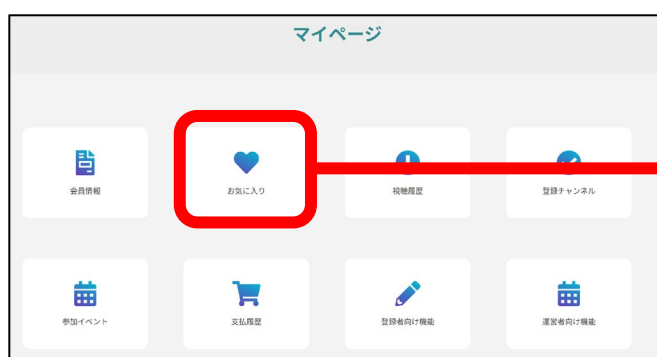 マイページ
会員情報
お気に入り
視聴履歴
登録チャンネル
参加イベント
支払履歴
登録者向け機能
運営者向け機能